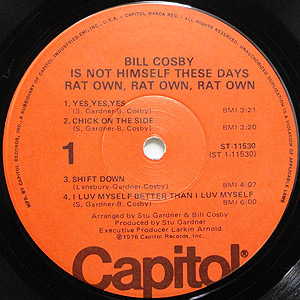 BILL COSBY
IS NOT HIMSELF THESE DAYS
RAT OWN, RAT OWN, RAT OWN
1. YES, YES, YES
(S. Gardner-B. Cosby) BMI 3:21
2. CHICK ON THE SIDE
(S. Gardner-B. Cosby) BMI 3:20
1
ST-11530
(ST 1-11530)
3. SHIFT DOWN
(Lansbury-Gardner-Cosby) BMI 4:07
4. I LUV MYSELF BETTER THAN I LUV MYSELF
(S. Gardner-B. Cosby) BMI 6:00
Arranged by Stu Gardner & Bill Cosby
Produced by Stu Gardner
Executive Producer Larkin Arnold
℗1976 Capitol Records, Inc.
Capitol®